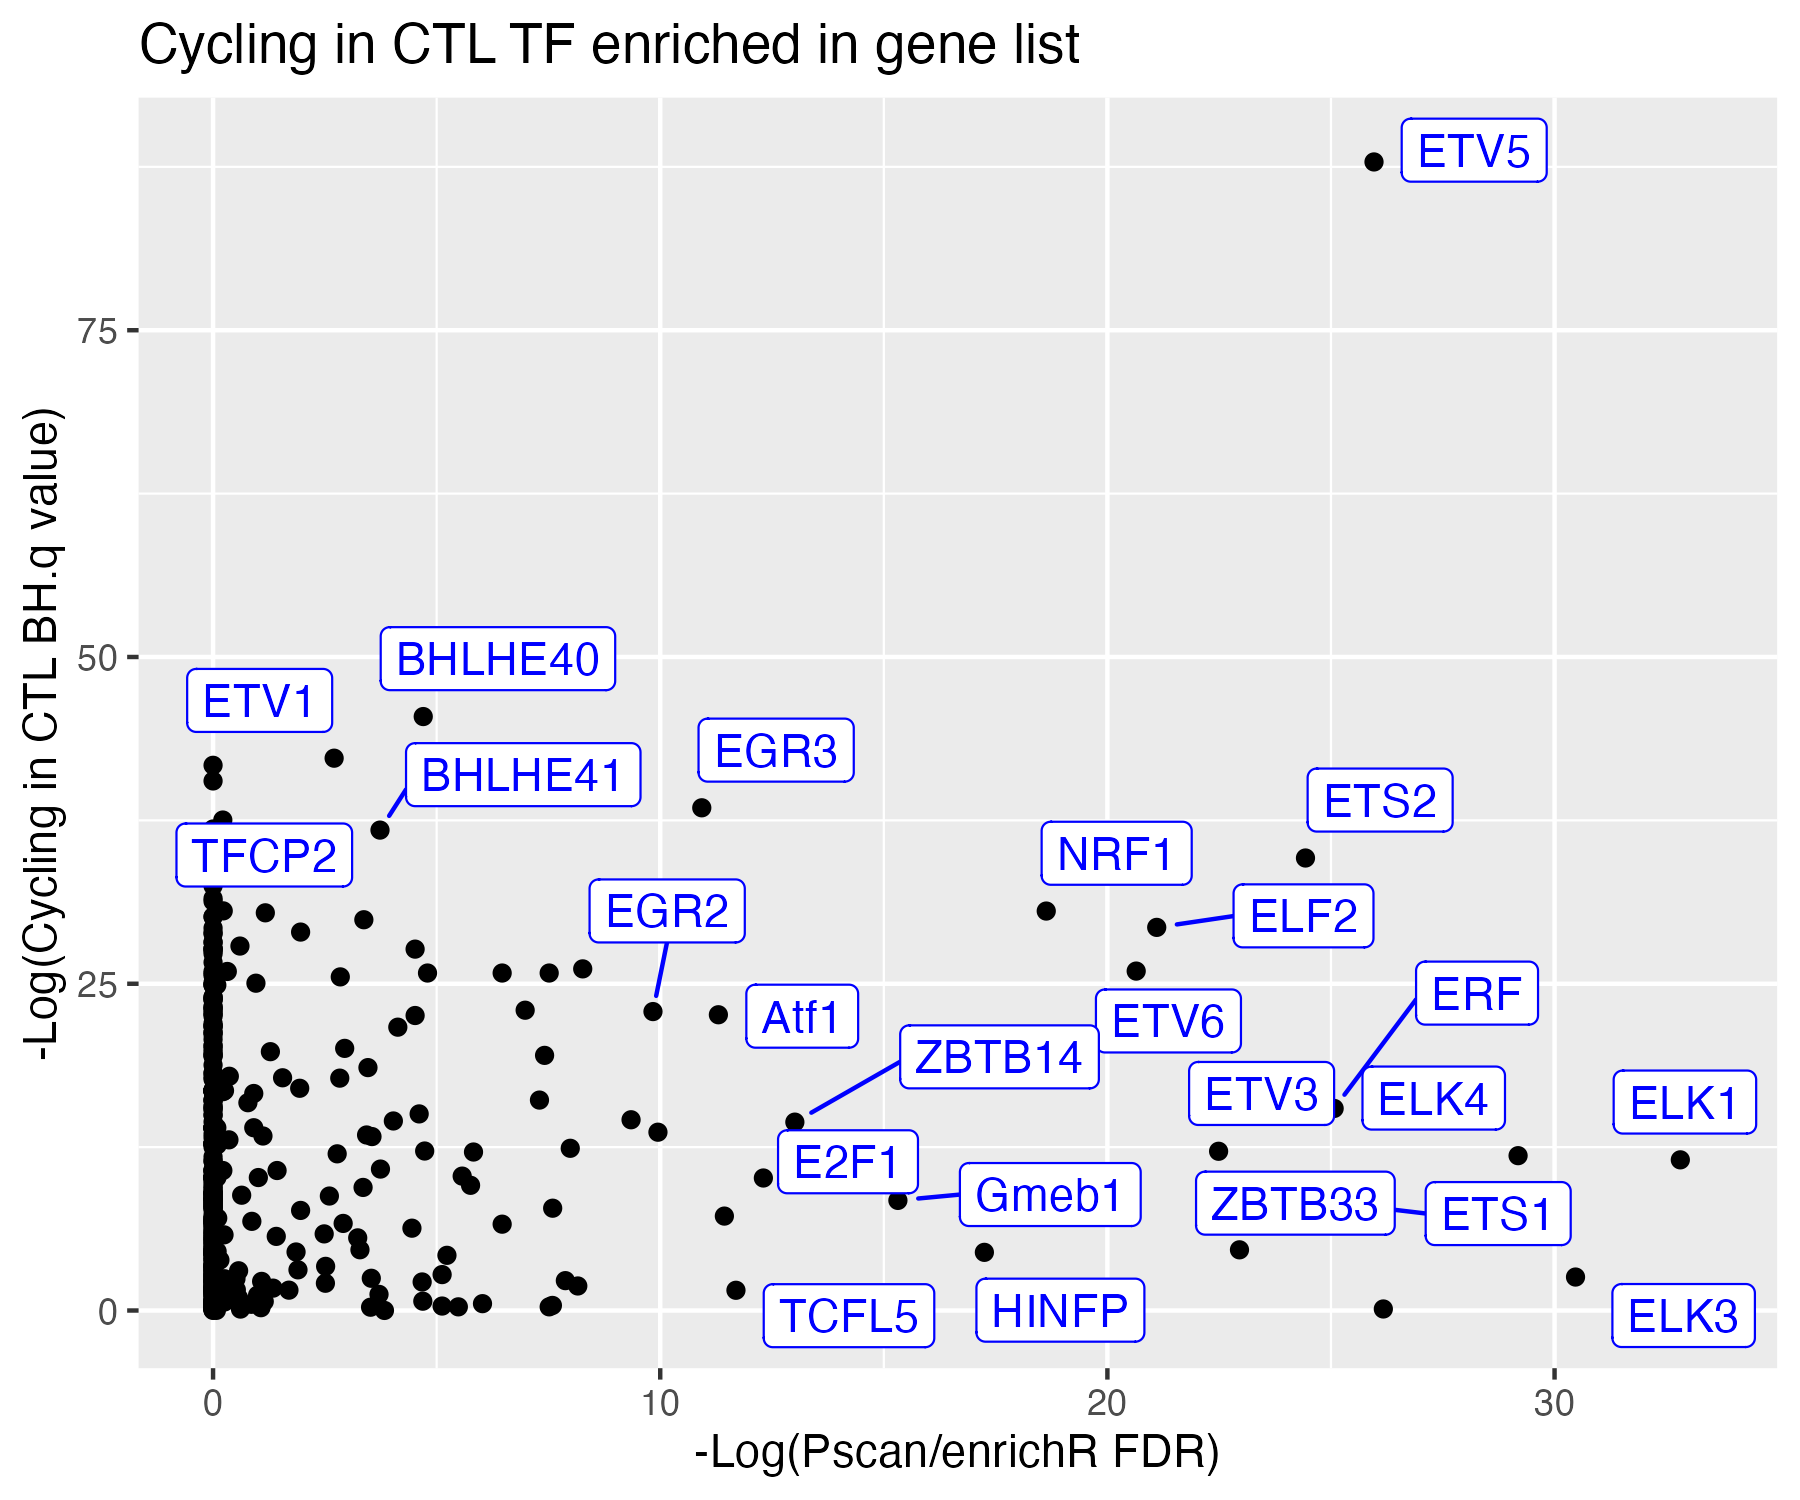 Cycling in CTL TF enriched in gene list
ETV5
75
BHLHE40
50
ETV1
EGR3
BHLHE41
ETS2
NRF1
TFCP2
EGR2
ELF2
25
ERF
Atf1
ETV6
ZBTB14
ETV3
ELK4
ELK1
E2F1
Gmeb1
ZBTB33
ETS1
0
TCFL5
HINFP
ELK3
0
10
20
30
-Log(Pscan/enrichR FDR)
-Log(Cycling in CTL BH.q value)